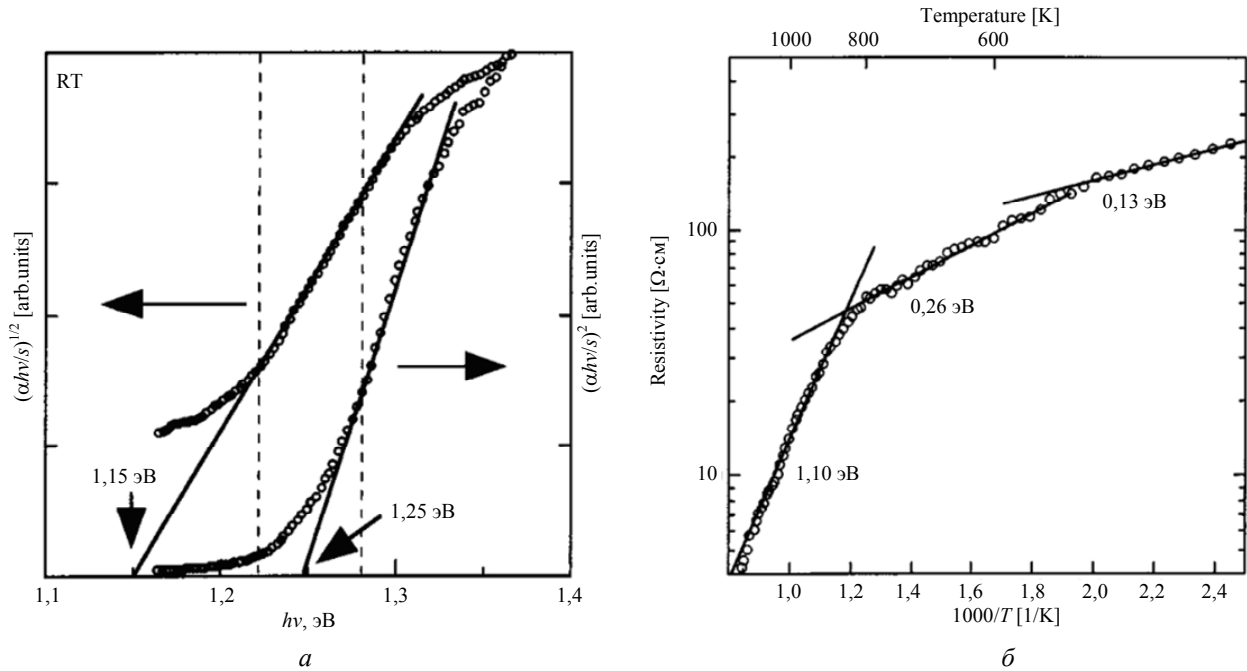 RT
(αhν/s)^1/2 [arb.units]
1,15 эВ
1,25 эВ
(αhν/s)^2 [arb.units]
1,1 1,2 1,3 1,4
hν, эВ
а
Temperature [K]
1000 800 600
Resistivity [Ω·см]
100
10
0,13 эВ
0,26 эВ
1,10 эВ
1,0 1,2 1,4 1,6 1,8 2,0 2,2 2,4
1000/T [1/K]
б